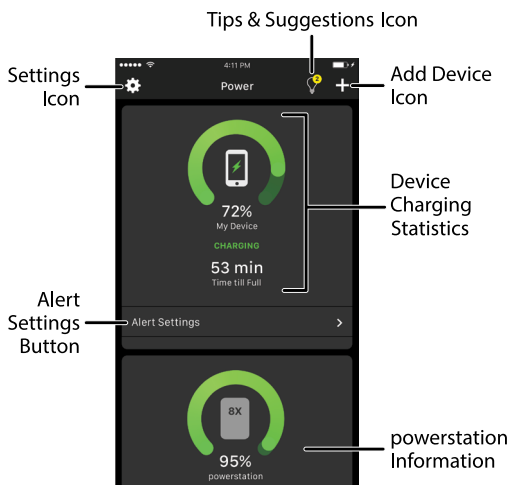 Tips & Suggestions Icon
Settings
Icon
4:11 PM
Power
2
Add Device
Icon
72%
My Device
CHARGING
53 min
Time till Full
Device
Charging
Statistics
Alert
Settings
Button
Alert Settings
8X
95%
powerstation
powerstation
Information